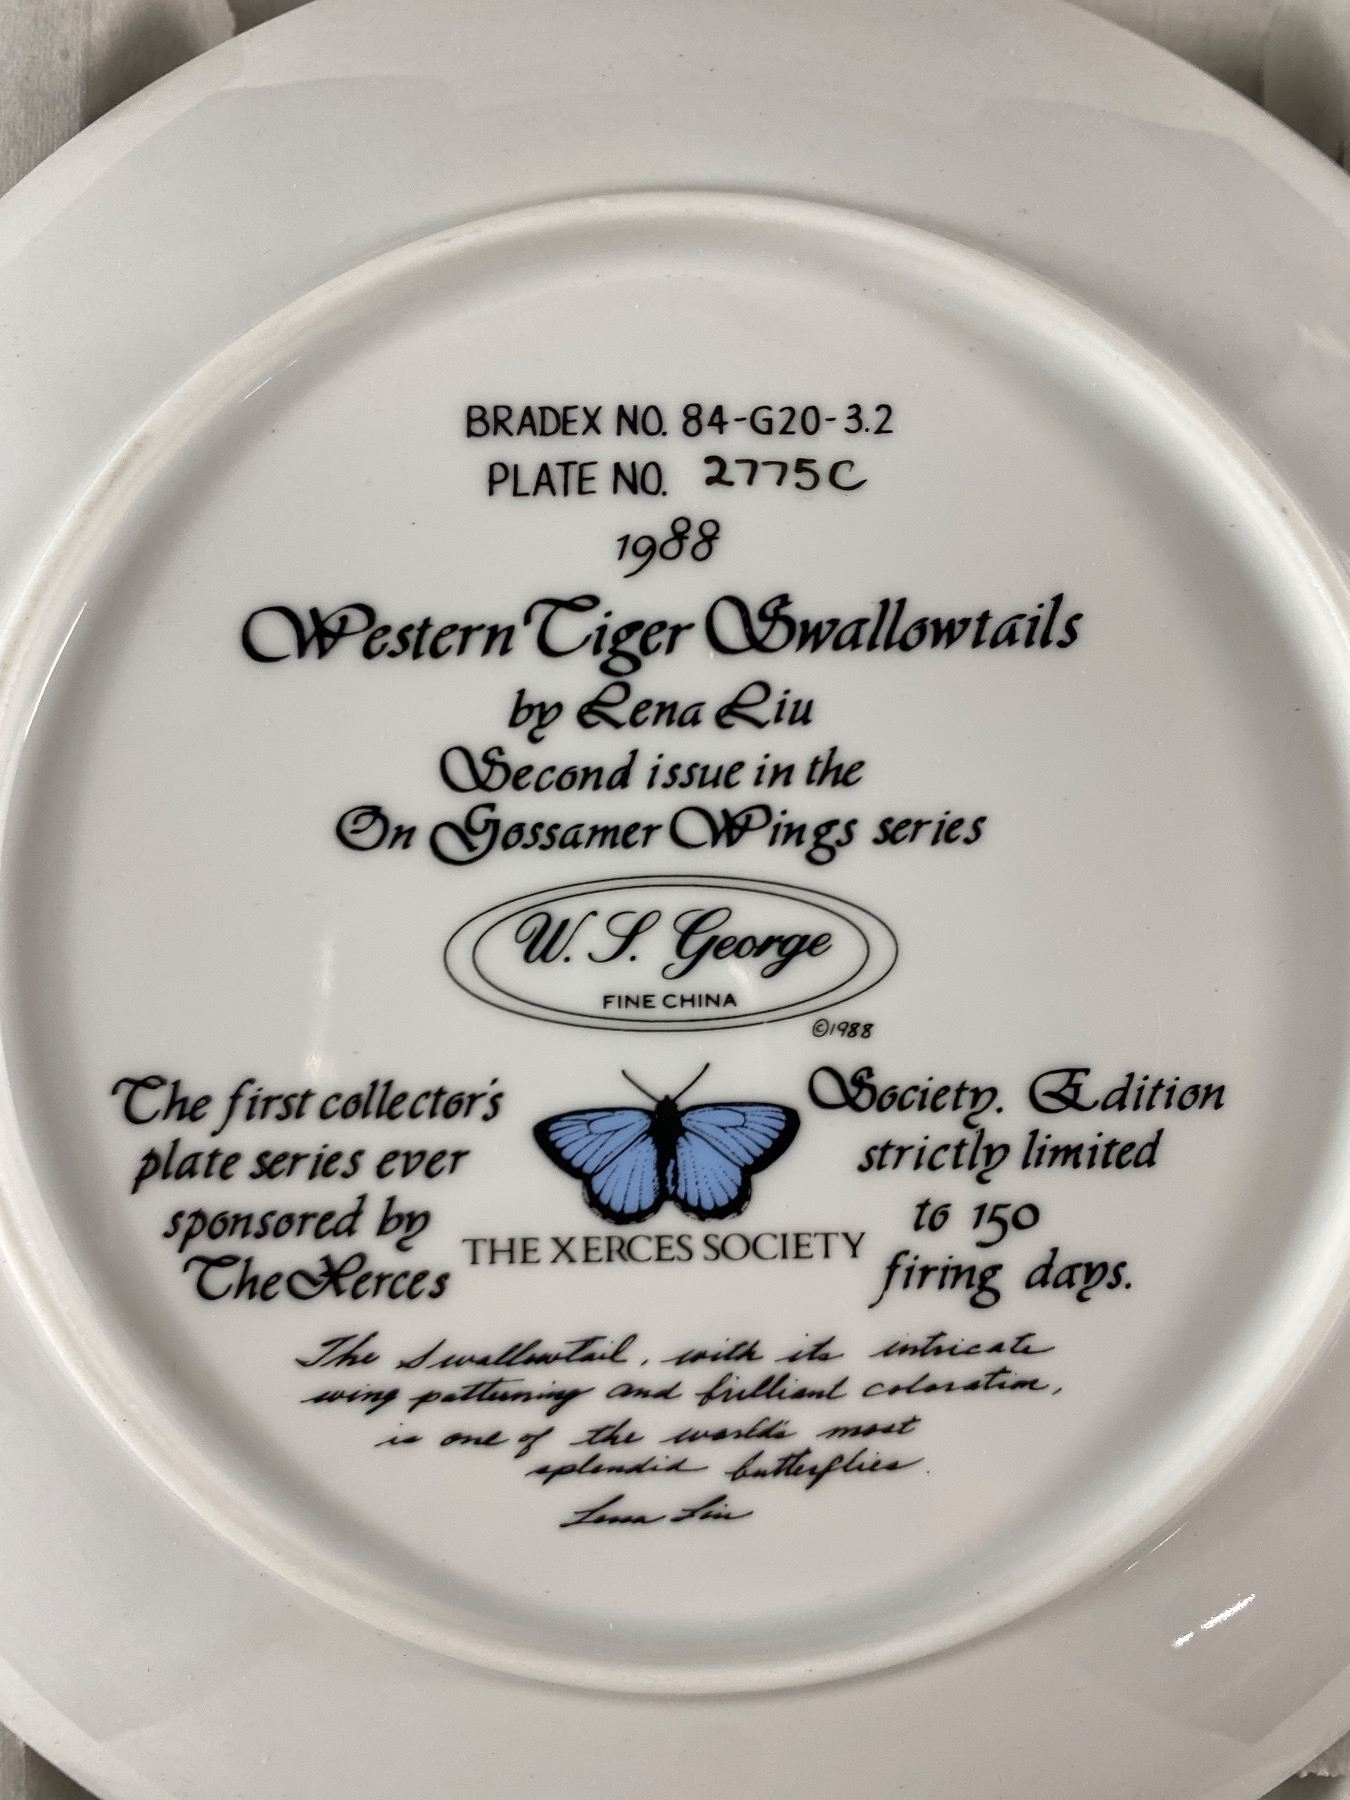 BRADEX NO. 84-G20-3.2
PLATE NO. 2775C
1988
Western Tiger Swallowtails
by Lena Liu
Second issue in the
On Gossamer Wings series
W. S. George
FINE CHINA
©1988
The first collector's
plate series ever
sponsored by
The Xerces
THE XERCES SOCIETY
Society. Edition
strictly limited
to 150
firing days.
The Swallowtail, with its intricate
wing patterning and brilliant coloration,
is one of the world's most
splendid butterflies.
Lena Liu